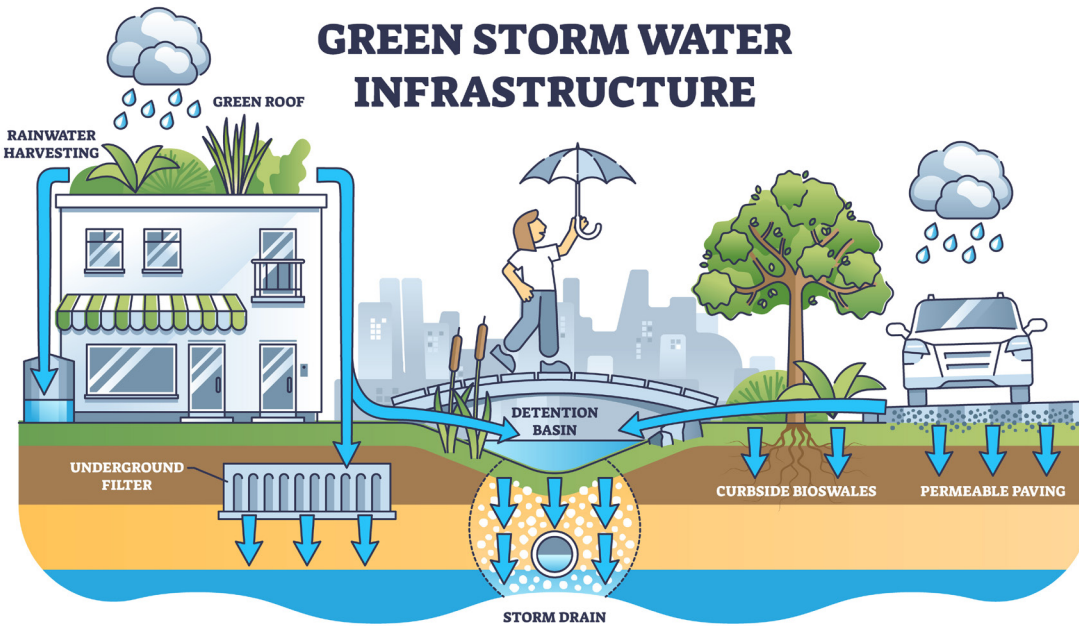 GREEN STORM WATER
INFRASTRUCTURE
GREEN ROOF
RAINWATER
HARVESTING
DETENTION
BASIN
UNDERGROUND
FILTER
CURBSIDE BIOSWALES
PERMEABLE PAVING
STORM DRAIN